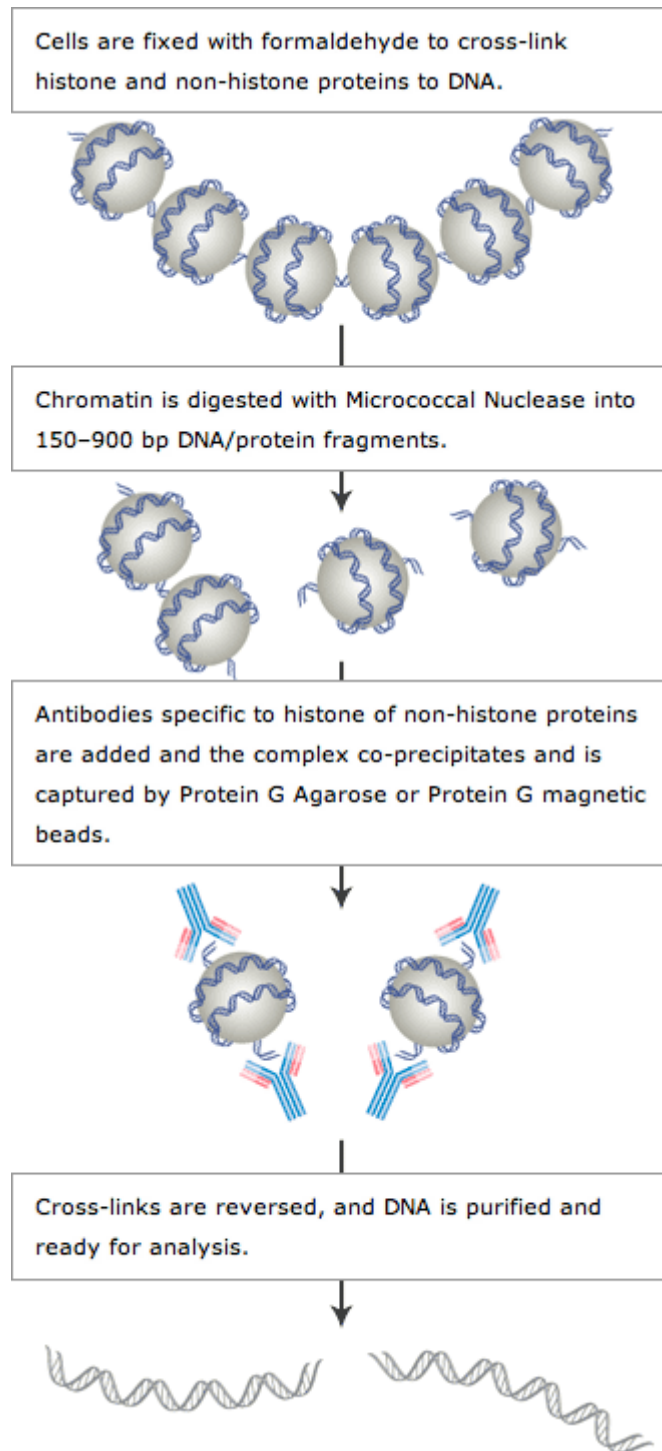 Cells are fixed with formaldehyde to cross-link
histone and non-histone proteins to DNA.
Chromatin is digested with Micrococcal Nuclease into
150–900 bp DNA/protein fragments.
Antibodies specific to histone of non-histone proteins
are added and the complex co-precipitates and is
captured by Protein G Agarose or Protein G magnetic
beads.
Cross-links are reversed, and DNA is purified and
ready for analysis.